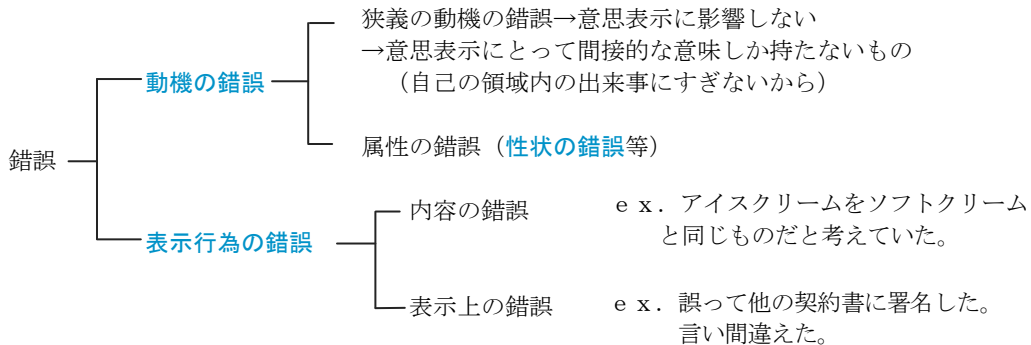 錯誤
動機の錯誤
狭義の動機の錯誤→意思表示に影響しない
→意思表示にとって間接的な意味しか持たないもの
（自己の領域内の出来事にすぎないから）
属性の錯誤（性状の錯誤等）
表示行為の錯誤
内容の錯誤
ｅｘ．アイスクリームをソフトクリーム
と同じものだと考えていた。
表示上の錯誤
ｅｘ．誤って他の契約書に署名した。
言い間違えた。